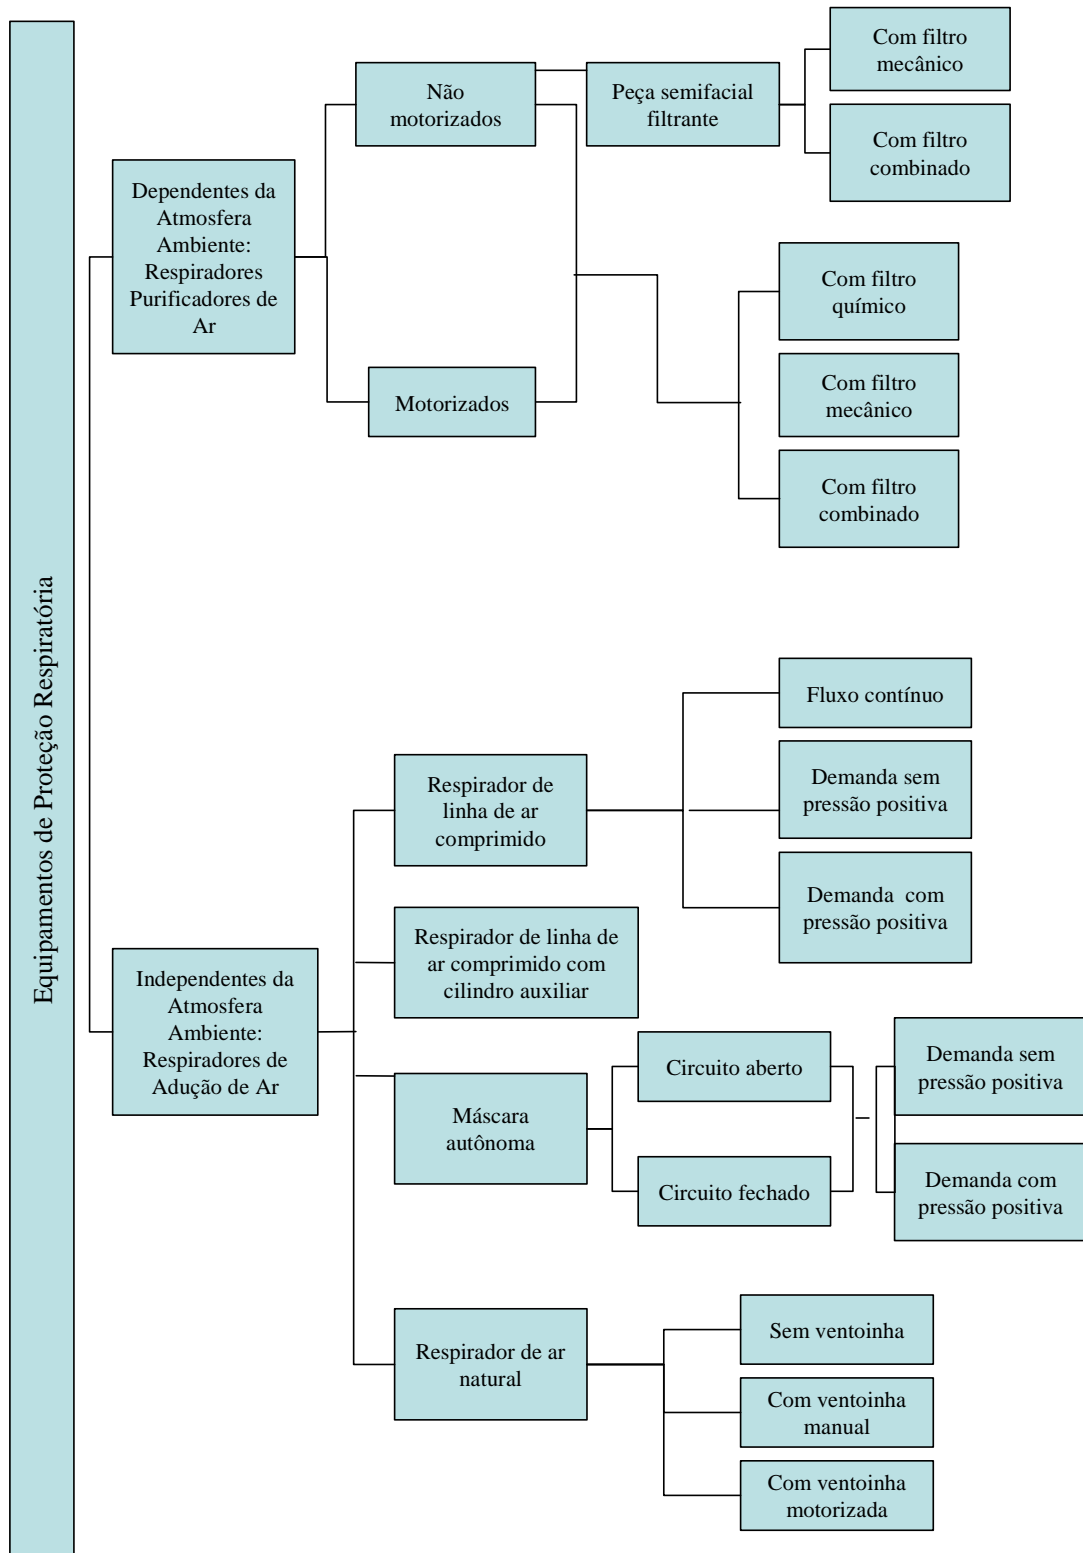 Equipamentos de Proteção Respiratória
Dependentes da
Atmosfera
Ambiente:
Respiradores
Purificadores de
Ar
Não
motorizados
Peça semifacial
filtrante
Com filtro
mecânico
Com filtro
combinado
Motorizados
Com filtro
químico
Com filtro
mecânico
Com filtro
combinado
Independentes da
Atmosfera
Ambiente:
Respiradores de
Adução de Ar
Respirador de
linha de ar
comprimido
Fluxo contínuo
Demanda sem
pressão positiva
Demanda com
pressão positiva
Respirador de linha de
ar comprimido com
cilindro auxiliar
Máscara
autônoma
Circuito aberto
Circuito fechado
Demanda sem
pressão positiva
Demanda com
pressão positiva
Respirador de ar
natural
Sem ventoinha
Com ventoinha
manual
Com ventoinha
motorizada